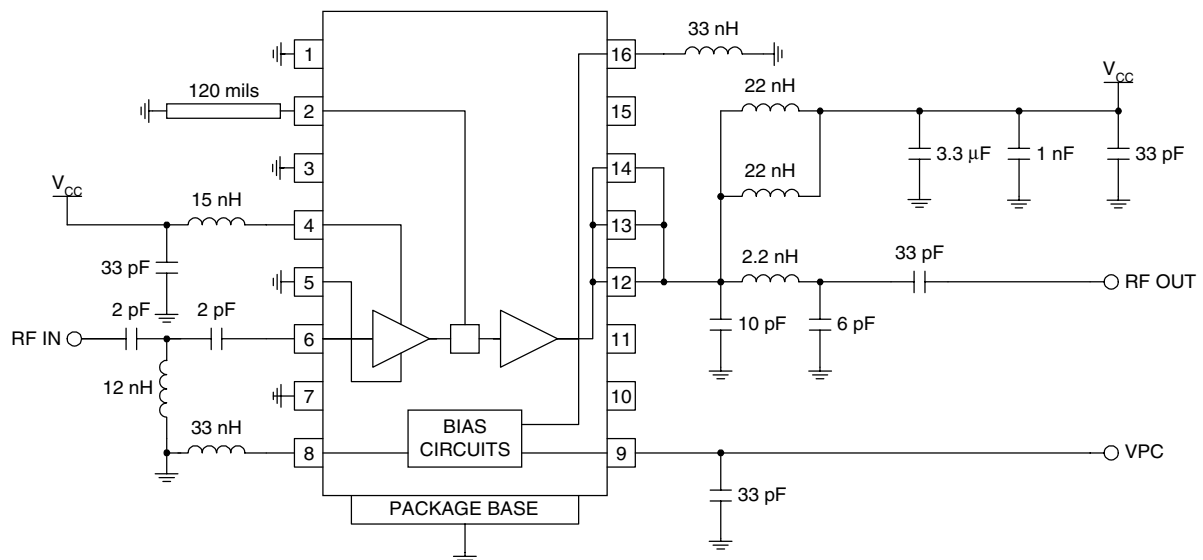 33 nH
1
16
V_CC
22 nH
120 mils
2
15
3
14
3.3 μF
1 nF
33 pF
V_CC
15 nH
22 nH
4
13
33 pF
2.2 nH
33 pF
5
12
RF OUT
2 pF
2 pF
10 pF
6 pF
RF IN
6
11
12 nH
7
10
33 nH
BIAS
CIRCUITS
8
9
VPC
33 pF
PACKAGE BASE